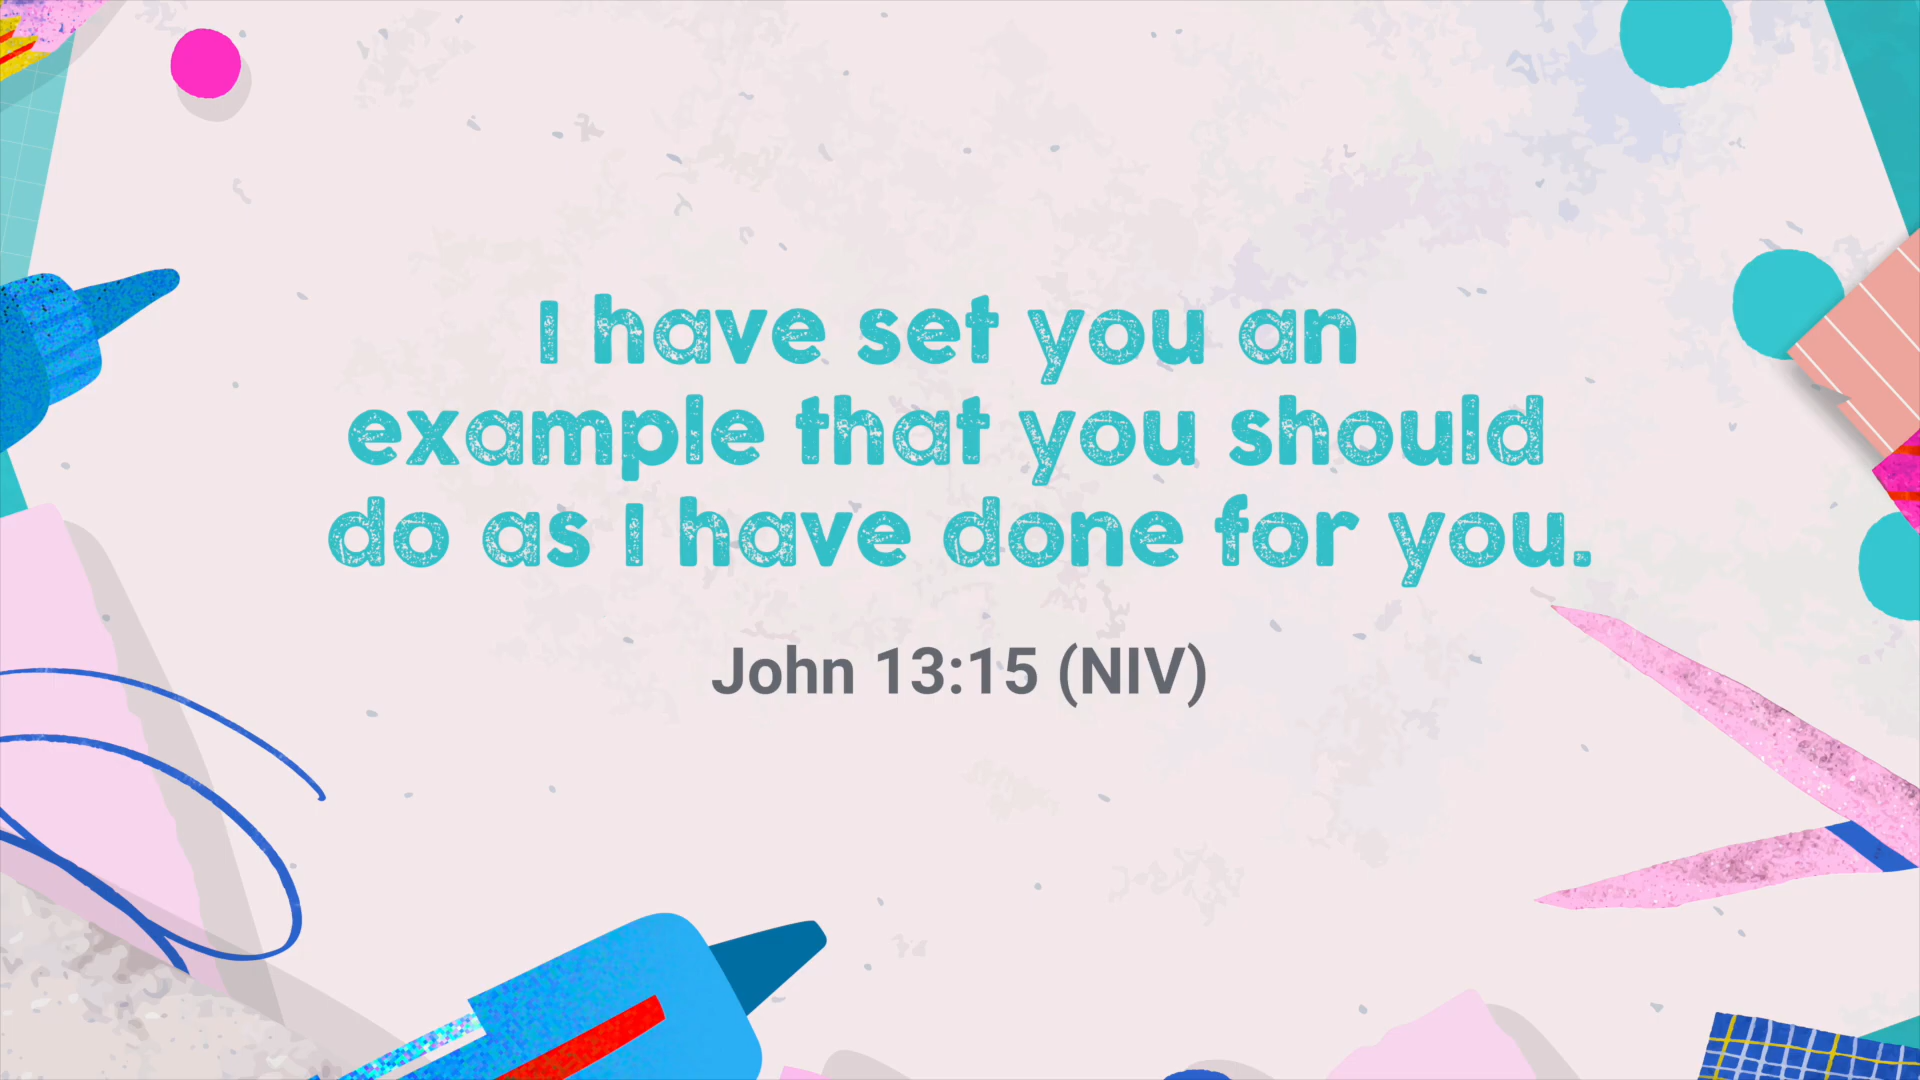 I have set you an
example that you should
do as I have done for you.
John 13:15 (NIV)